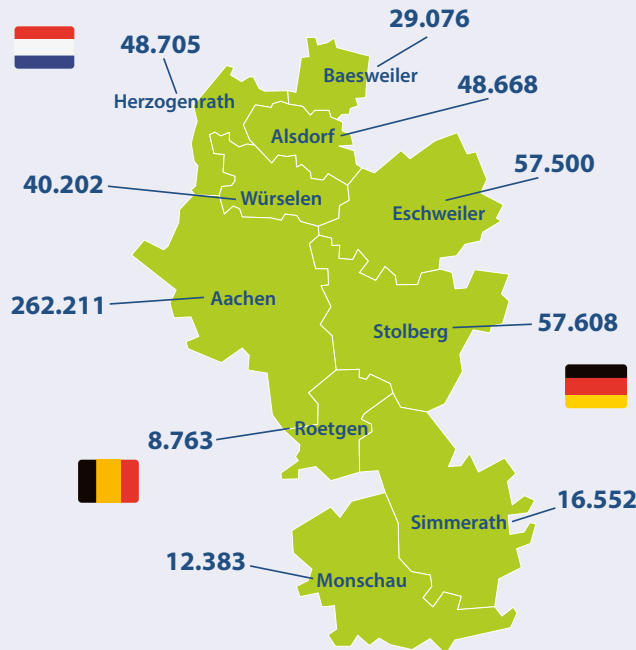 29.076
48.705
Baesweiler
Herzogenrath
48.668
Alsdorf
57.500
40.202
Würselen
Eschweiler
262.211
Aachen
Stolberg
57.608
8.763
Roetgen
16.552
Simmerath
12.383
Monschau